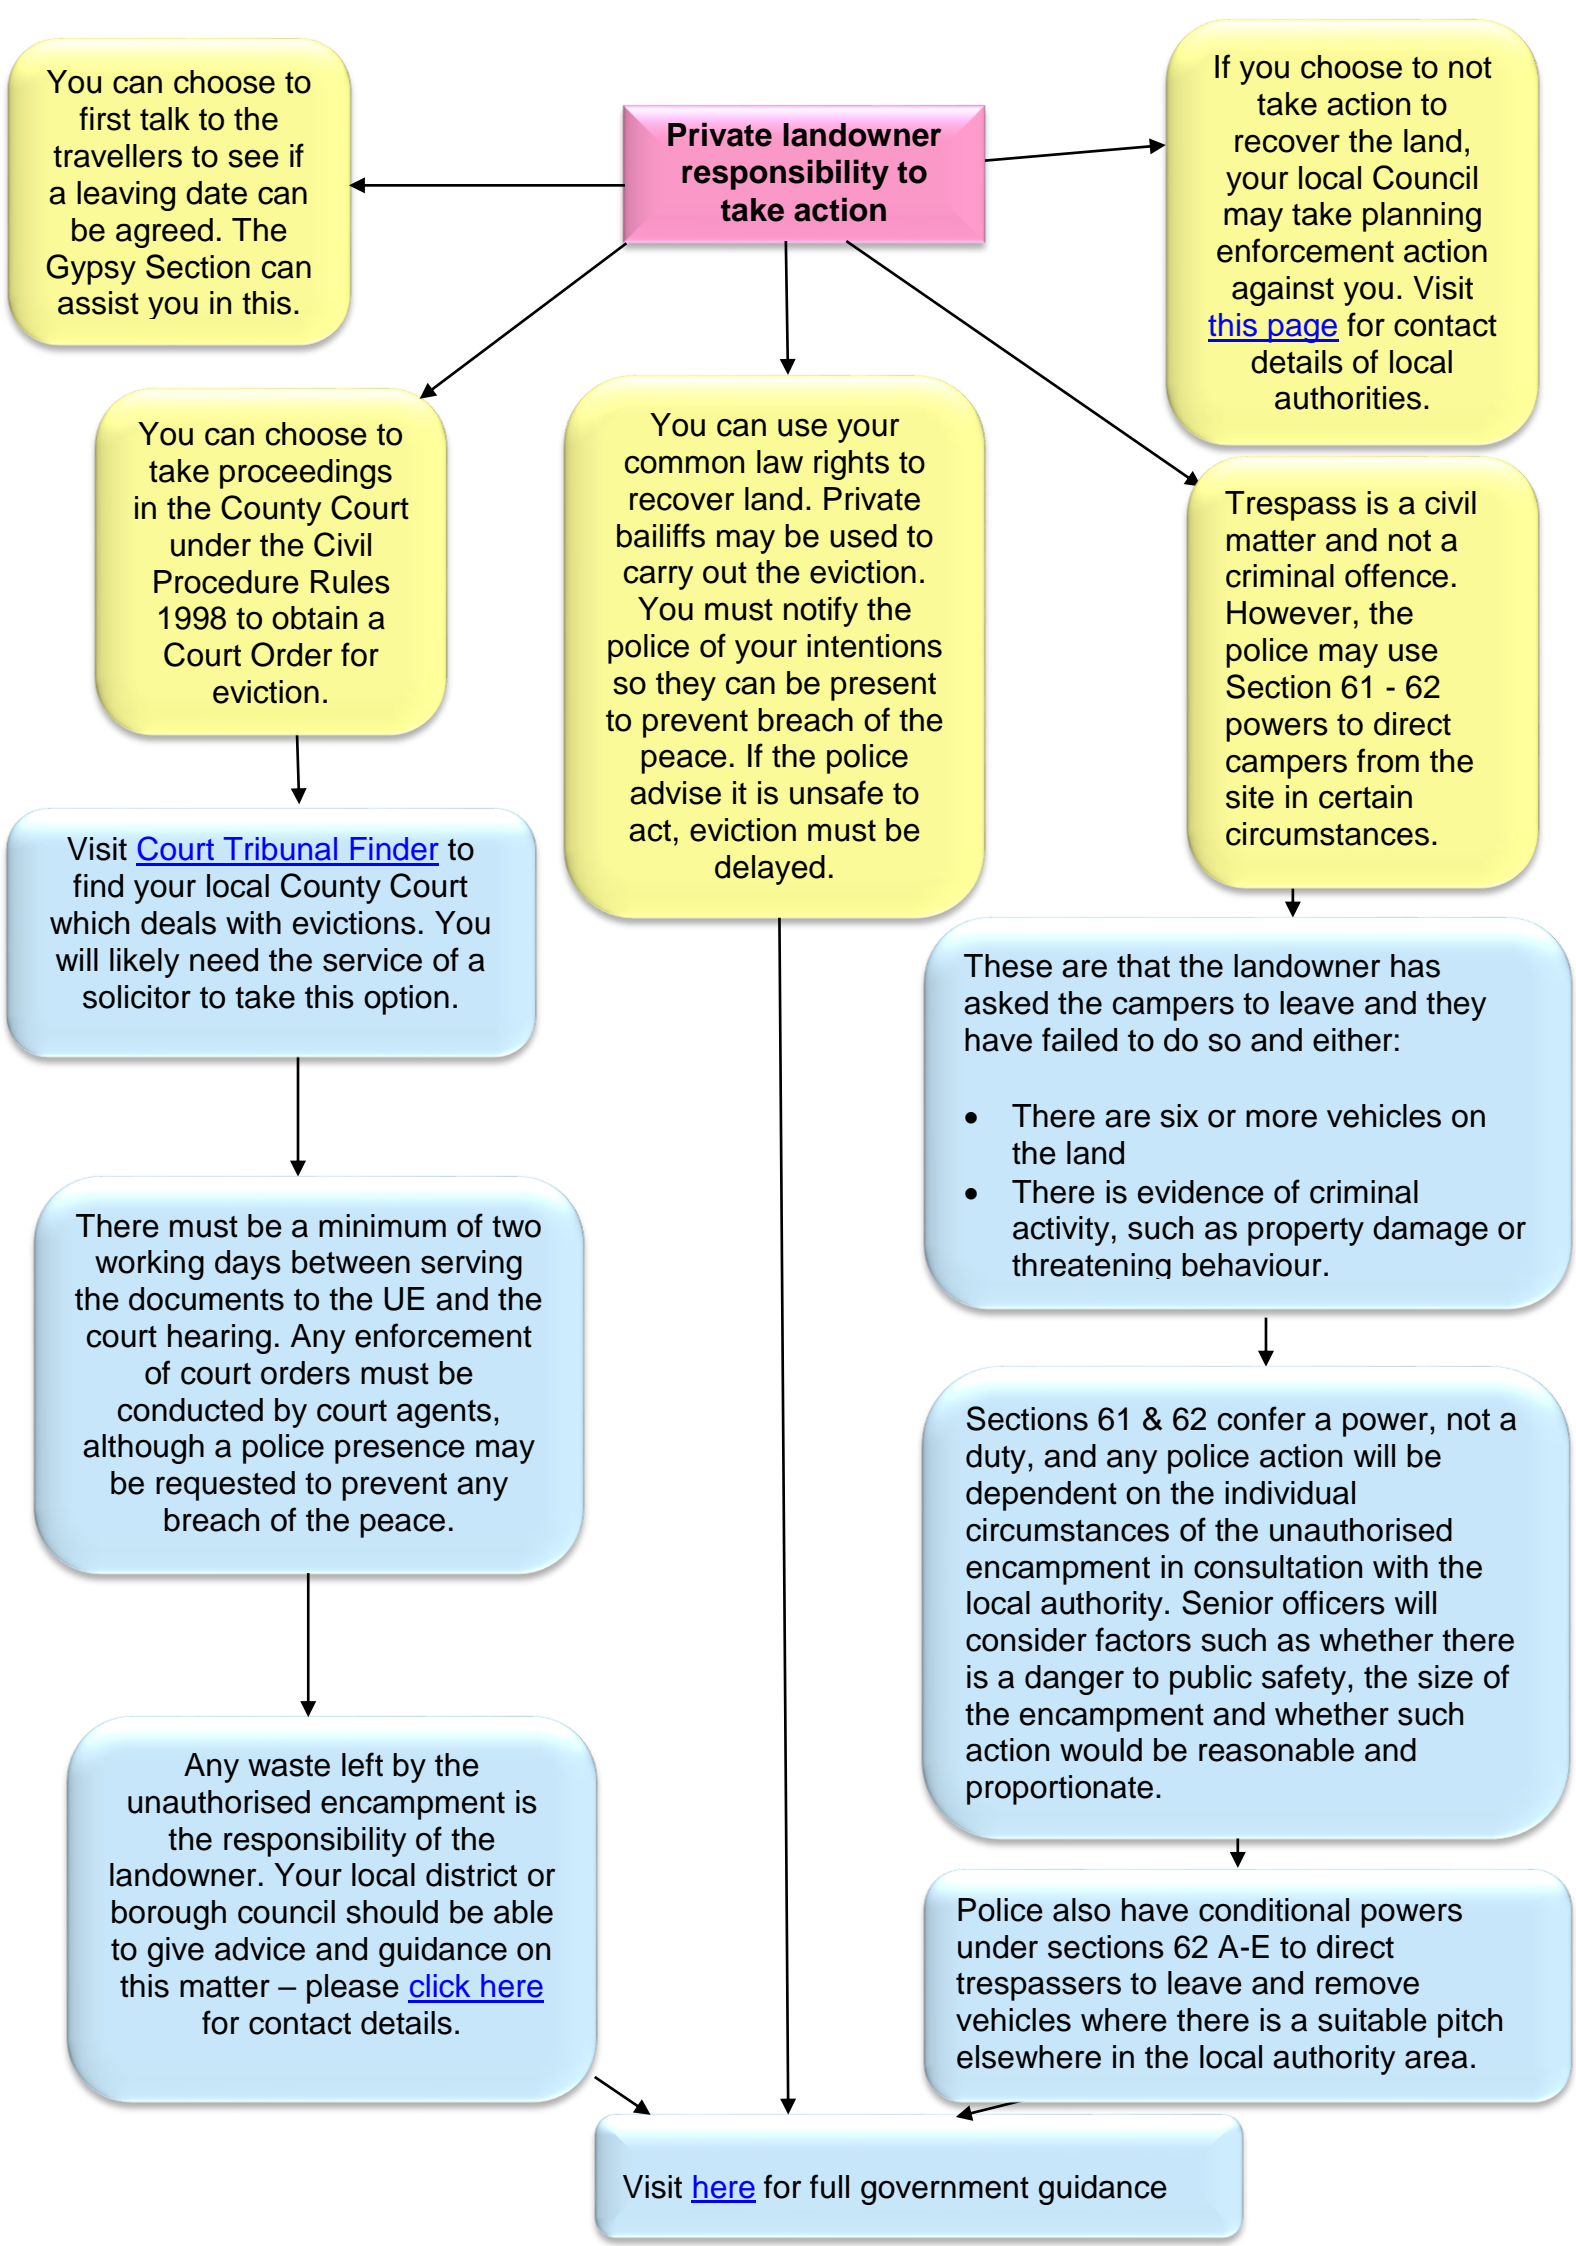 Private landowner
responsibility to
take action
You can choose to
first talk to the
travellers to see if
a leaving date can
be agreed. The
Gypsy Section can
assist you in this.
If you choose to not
take action to
recover the land,
your local Council
may take planning
enforcement action
against you. Visit
this page for contact
details of local
authorities.
You can choose to
take proceedings
in the County Court
under the Civil
Procedure Rules
1998 to obtain a
Court Order for
eviction.
You can use your
common law rights to
recover land. Private
bailiffs may be used to
carry out the eviction.
You must notify the
police of your intentions
so they can be present
to prevent breach of the
peace. If the police
advise it is unsafe to
act, eviction must be
delayed.
Trespass is a civil
matter and not a
criminal offence.
However, the
police may use
Section 61 - 62
powers to direct
campers from the
site in certain
circumstances.
Visit Court Tribunal Finder to
find your local County Court
which deals with evictions. You
will likely need the service of a
solicitor to take this option.
These are that the landowner has
asked the campers to leave and they
have failed to do so and either:
• There are six or more vehicles on
the land
• There is evidence of criminal
activity, such as property damage or
threatening behaviour.
There must be a minimum of two
working days between serving
the documents to the UE and the
court hearing. Any enforcement
of court orders must be
conducted by court agents,
although a police presence may
be requested to prevent any
breach of the peace.
Sections 61 & 62 confer a power, not a
duty, and any police action will be
dependent on the individual
circumstances of the unauthorised
encampment in consultation with the
local authority. Senior officers will
consider factors such as whether there
is a danger to public safety, the size of
the encampment and whether such
action would be reasonable and
proportionate.
Any waste left by the
unauthorised encampment is
the responsibility of the
landowner. Your local district or
borough council should be able
to give advice and guidance on
this matter – please click here
for contact details.
Police also have conditional powers
under sections 62 A-E to direct
trespassers to leave and remove
vehicles where there is a suitable pitch
elsewhere in the local authority area.
Visit here for full government guidance